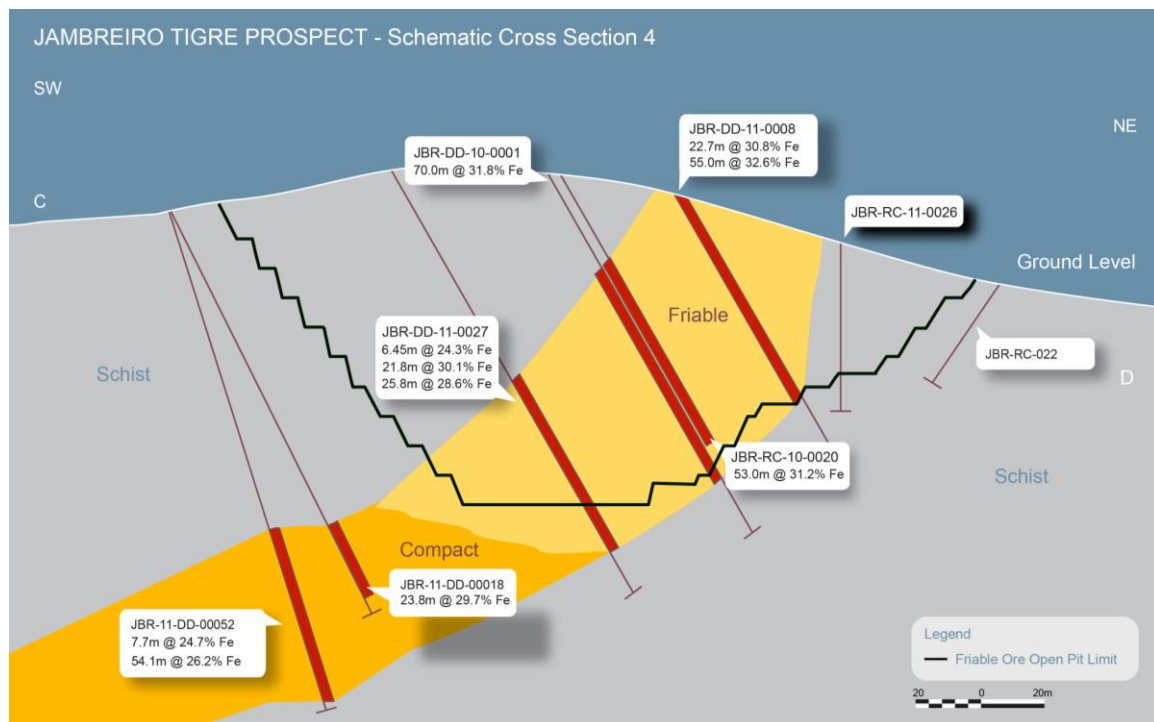 JAMBREIRO TIGRE PROSPECT - Schematic Cross Section 4
SW
NE
C
JBR-DD-10-0001
70.0m @ 31.8% Fe
JBR-DD-11-0008
22.7m @ 30.8% Fe
55.0m @ 32.6% Fe
JBR-RC-11-0026
Ground Level
Friable
JBR-DD-11-0027
6.45m @ 24.3% Fe
21.8m @ 30.1% Fe
25.8m @ 28.6% Fe
JBR-RC-022
Schist
D
JBR-RC-10-0020
53.0m @ 31.2% Fe
Schist
Compact
JBR-11-DD-00018
23.8m @ 29.7% Fe
JBR-11-DD-00052
7.7m @ 24.7% Fe
54.1m @ 26.2% Fe
Legend
Friable Ore Open Pit Limit
20 0 20m